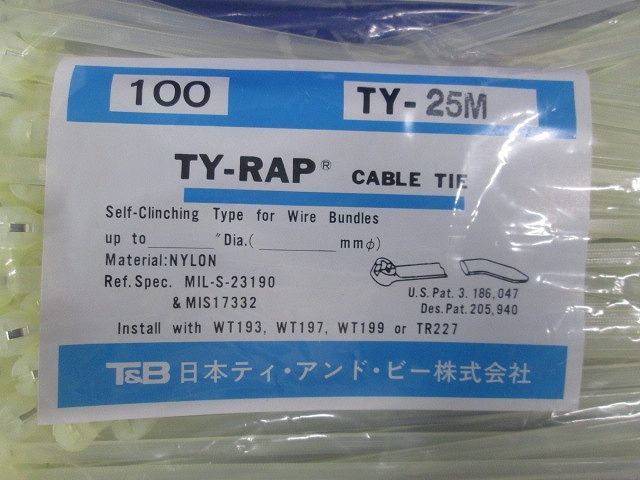 100 TY-25M
TY-RAP® CABLE TIE
Self-Clinching Type for Wire Bundles
up to______"Dia.(________mmφ)
Material:NYLON
Ref.Spec. MIL-S-23190
& MIS17332
U.S.Pat. 3. 186,047
Des.Pat. 205,940
Install with WT193, WT197, WT199 or TR227
T&B 日本ティ・アンド・ビー株式会社